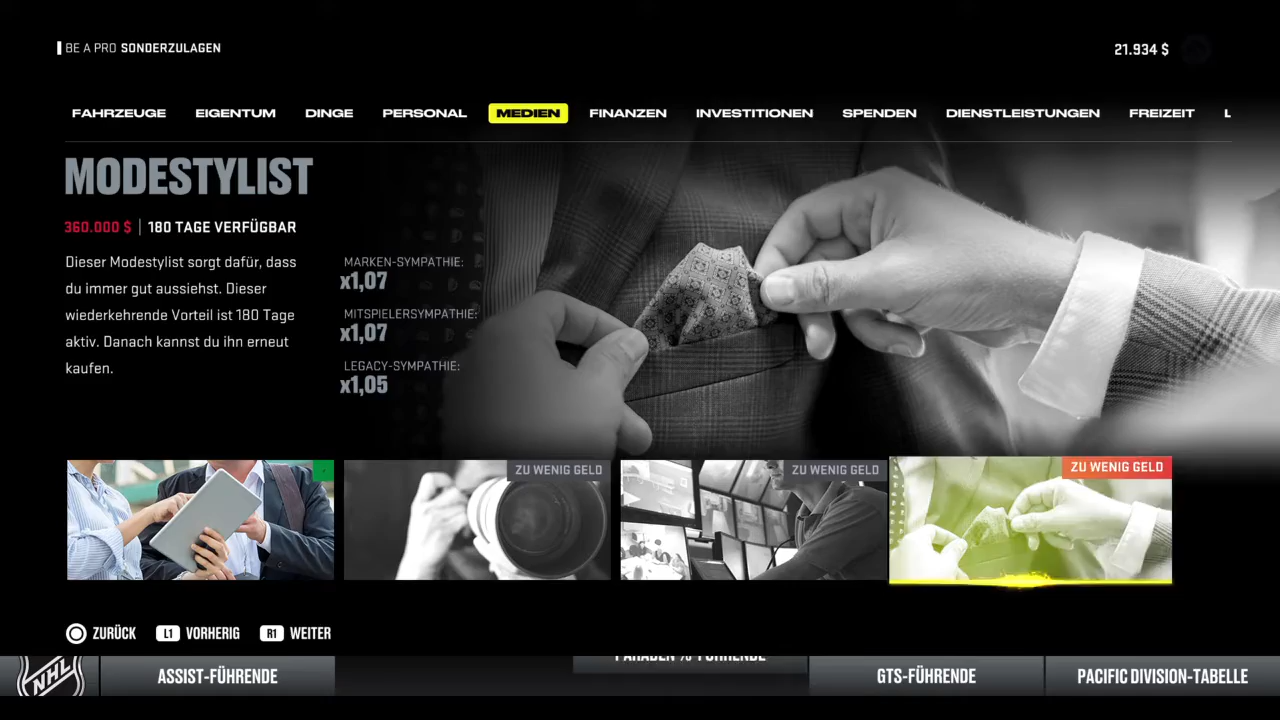 BE A PRO SONDERZULAGEN
21.934 $
FAHRZEUGE EIGENTUM DINGE PERSONAL MEDIEN FINANZEN INVESTITIONEN SPENDEN DIENSTLEISTUNGEN FREIZEIT L
MODESTYLIST
360.000 $ | 180 TAGE VERFÜGBAR
Dieser Modestylist sorgt dafür, dass
du immer gut aussiehst. Dieser
wiederkehrende Vorteil ist 180 Tage
aktiv. Danach kannst du ihn erneut
kaufen.
MARKEN-SYMPATHIE:
x1,07
MITSPIELERSYMPATHIE:
x1,07
LEGACY-SYMPATHIE:
x1,05
ZU WENIG GELD
ZU WENIG GELD
ZU WENIG GELD
ZURÜCK L1 VORHERIG R1 WEITER
NHL
ASSIST-FÜHRENDE
PARADEN %-FÜHRENDE
GTS-FÜHRENDE
PACIFIC DIVISION-TABELLE